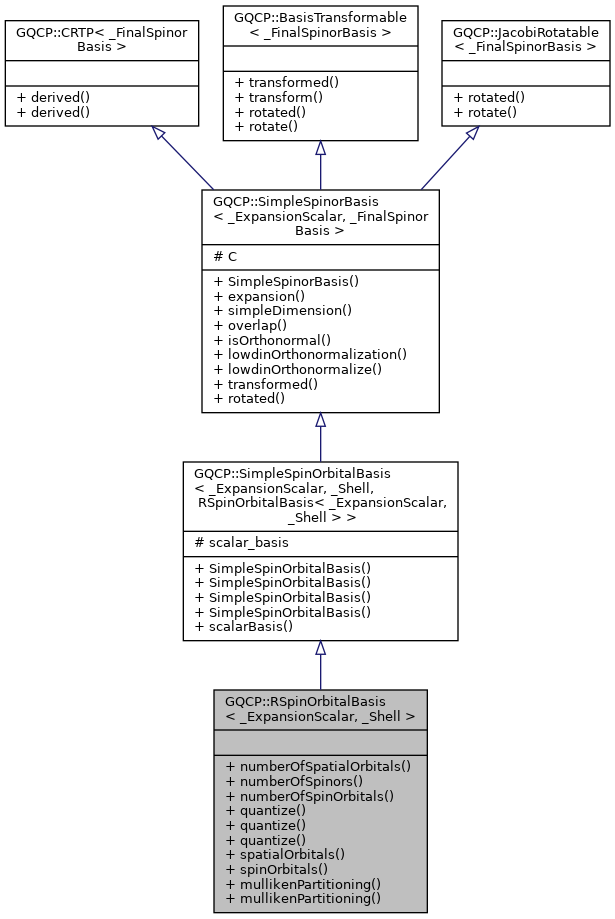 GQCP::CRTP< _FinalSpinor
Basis >
+ derived()
+ derived()
GQCP::BasisTransformable
< _FinalSpinorBasis >
+ transformed()
+ transform()
+ rotated()
+ rotate()
GQCP::JacobiRotatable
< _FinalSpinorBasis >
+ rotated()
+ rotate()
GQCP::SimpleSpinorBasis
< _ExpansionScalar, _FinalSpinor
Basis >
# C
+ SimpleSpinorBasis()
+ expansion()
+ simpleDimension()
+ overlap()
+ isOrthonormal()
+ lowdinOrthonormalization()
+ lowdinOrthonormalize()
+ transformed()
+ rotated()
GQCP::SimpleSpinOrbitalBasis
< _ExpansionScalar, _Shell,
RSpinOrbitalBasis< _ExpansionScalar,
_Shell > >
# scalar_basis
+ SimpleSpinOrbitalBasis()
+ SimpleSpinOrbitalBasis()
+ SimpleSpinOrbitalBasis()
+ SimpleSpinOrbitalBasis()
+ scalarBasis()
GQCP::RSpinOrbitalBasis
< _ExpansionScalar, _Shell >
+ numberOfSpatialOrbitals()
+ numberOfSpinors()
+ numberOfSpinOrbitals()
+ quantize()
+ quantize()
+ quantize()
+ spatialOrbitals()
+ spinOrbitals()
+ mullikenPartitioning()
+ mullikenPartitioning()